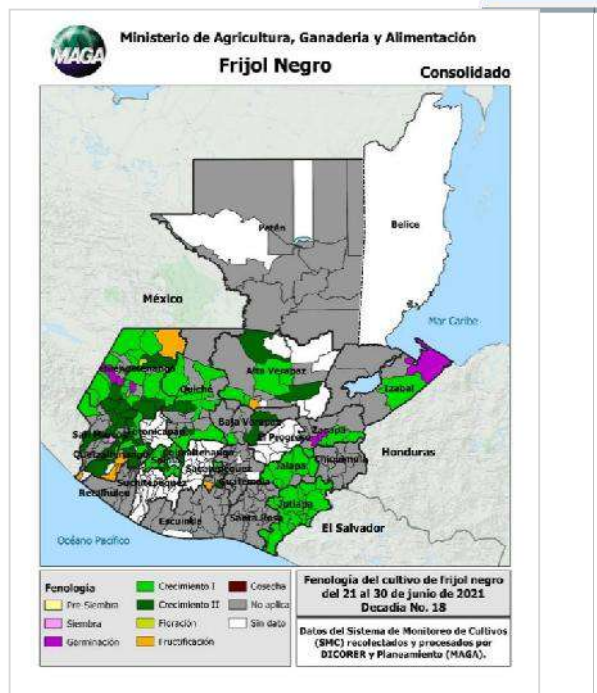 MAGA
Ministerio de Agricultura, Ganadería y Alimentación
Frijol Negro
Consolidado
Petén
Belice
México
Mar Caribe
Huehuetenango
Alta Verapaz
Izabal
Quiché
Baja Verapaz
Zacapa
San Marcos
Totonicapán
El Progreso
Honduras
Quezaltenango
Chimaltenango
Jalapa
Chiquimula
Sacatepéquez
Guatemala
Retalhuleu
Suchitepéquez
Jutiapa
Escuintla
Santa Rosa
El Salvador
Océano Pacífico
Fenología
Pre Siembra
Siembra
Germinación
Crecimiento I
Crecimiento II
Floración
Fructificación
Cosecha
No aplica
Sin dato
Fenología del cultivo de frijol negro
del 21 al 30 de junio de 2021
Decadia No. 18
Datos del Sistema de Monitoreo de Cultivos
(SMC) recolectados y procesados por
DICORER y Planeamiento (MAGA).